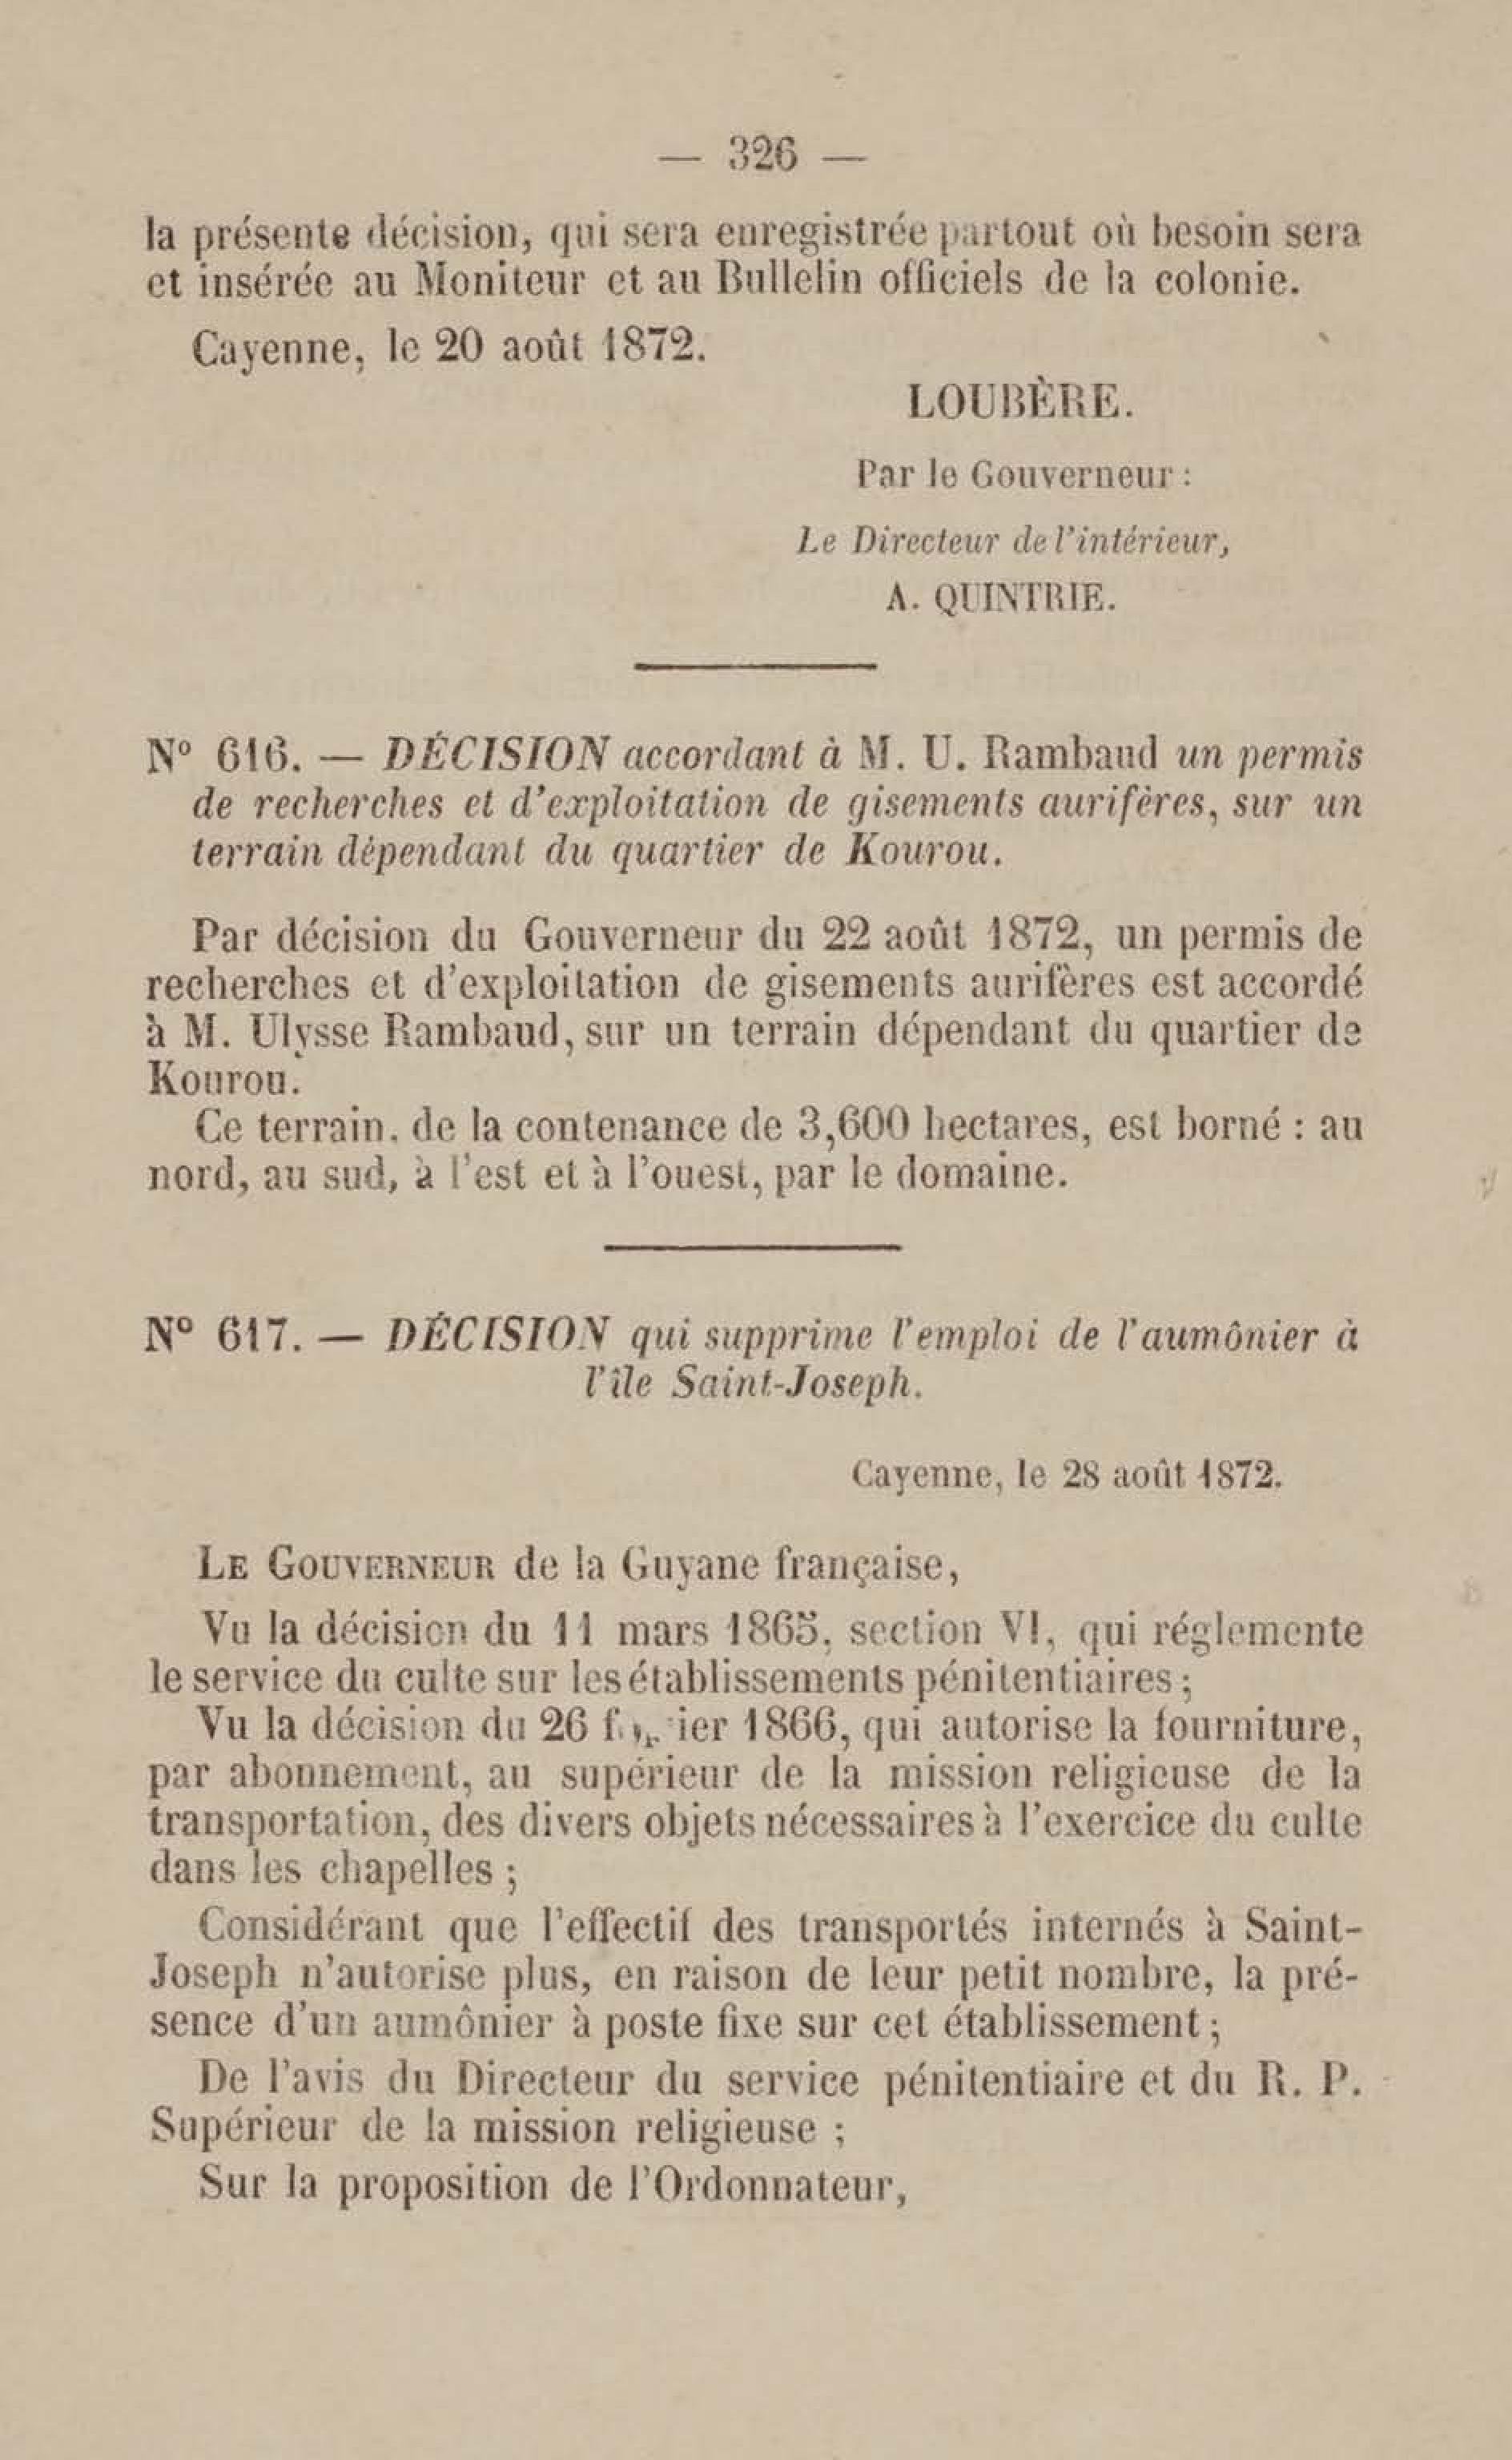 — 326 —
la présente décision, qui sera enregistrée partout où besoin sera
et insérée au Moniteur et au Bulletin officiels de la colonie.
Cayenne, le 20 août 1872.
LOUBÈRE.
Par le Gouverneur :
Le Directeur de l'intérieur,
A. QUINTRIE.
N° 616. — DÉCISION accordant à M. U. Rambaud un permis
de recherches et d'exploitation de gisements aurifères, sur un
terrain dépendant du quartier de Kourou.
Par décision du Gouverneur du 22 août 1872, un permis de
recherches et d'exploitation de gisements aurifères est accordé
à M. Ulysse Rambaud, sur un terrain dépendant du quartier de
Kourou.
Ce terrain, de la contenance de 3,600 hectares, est borné : au
nord, au sud, à l'est et à l'ouest, par le domaine.
N° 617. — DÉCISION qui supprime l'emploi de l'aumônier à
l'île Saint-Joseph.
Cayenne, le 28 août 1872.
LE GOUVERNEUR de la Guyane française,
Vu la décision du 11 mars 1865, section VI, qui réglemente
le service du culte sur les établissements pénitentiaires ;
Vu la décision du 26 1866, qui autorise la fourniture,
par abonnement, au supérieur de la mission religieuse de la
transportation, des divers objets nécessaires à l'exercice du culte
dans les chapelles ;
Considérant que l'effectif des transportés internés à Saint-
Joseph n'autorise plus, en raison de leur petit nombre, la pré-
sence d'un aumônier à poste fixe sur cet établissement ;
De l'avis du Directeur du service pénitentiaire et du R. P.
Supérieur de la mission religieuse ;
Sur la proposition de l'Ordonnateur,